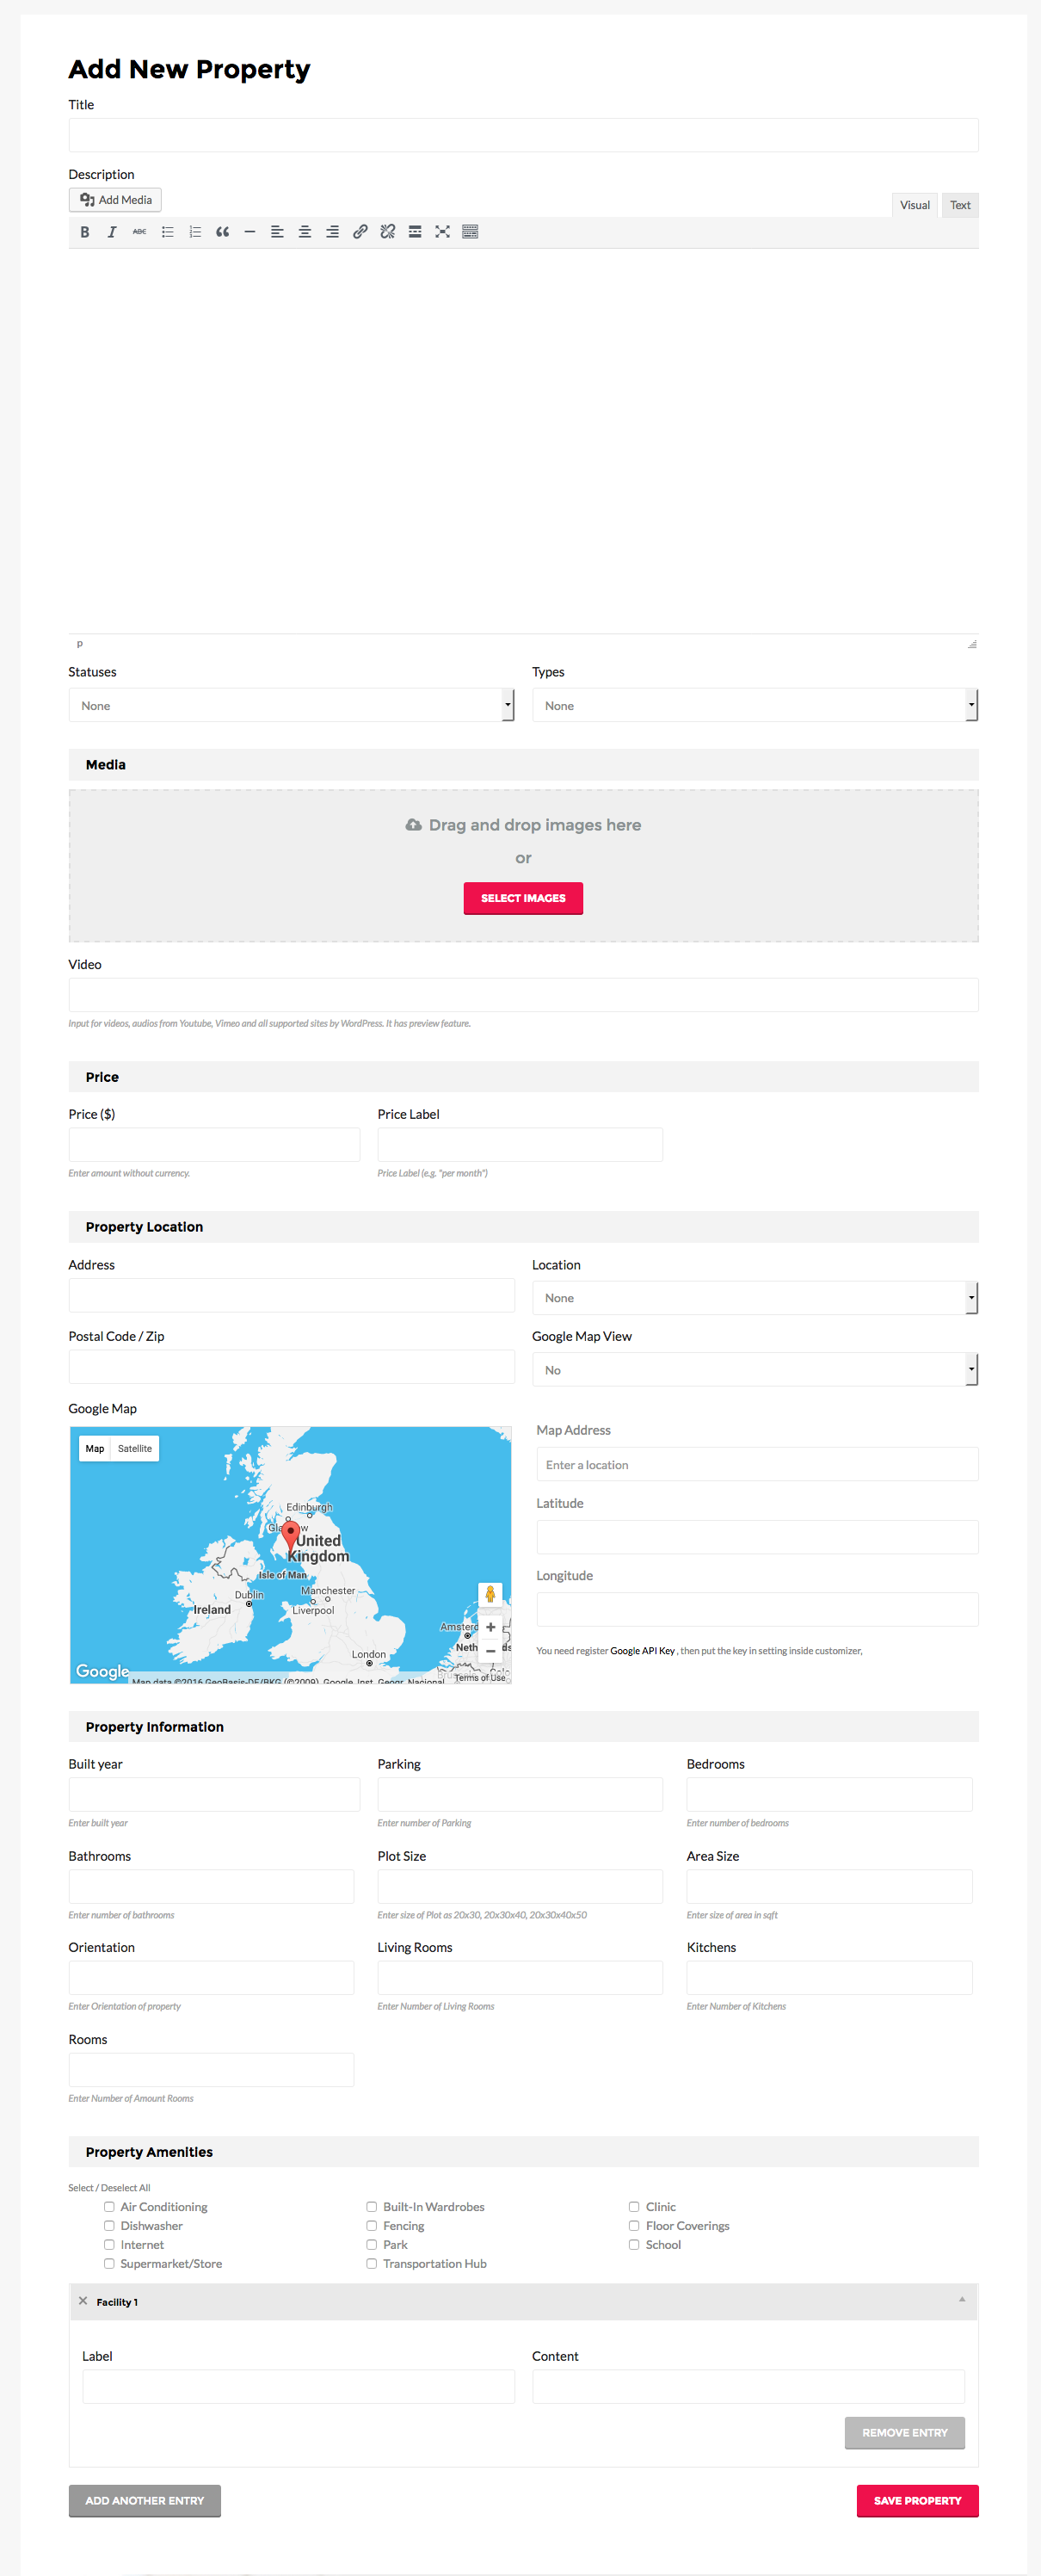 Add New Property
Title
Description
Add Media
Visual Text
B I ABC
P
Statuses Types
None None
Media
Drag and drop images here
or
SELECT IMAGES
Video
Input for videos, audios from Youtube, Vimeo and all supported sites by WordPress. It has preview feature.
Price
Price ($) Price Label
Enter amount without currency. Price Label (e.g. "per month")
Property Location
Address Location
None
Postal Code / Zip Google Map View
No
Google Map
Map Satellite
Edinburgh
United
Kingdom
Isle of Man
Dublin
Manchester
Ireland
Liverpool
London
Google
Map data ©2016 GeoBasis-DE/BKG (©2009), Google, Inst. Geogr. Nacional
Terms of Use
Map Address
Enter a location
Latitude
Longitude
You need register Google API Key , then put the key in setting inside customizer,
Property Information
Built year Parking Bedrooms
Enter built year Enter number of Parking Enter number of bedrooms
Bathrooms Plot Size Area Size
Enter number of bathrooms Enter size of Plot as 20x30, 20x30x40, 20x30x40x50 Enter size of area in sqft
Orientation Living Rooms Kitchens
Enter Orientation of property Enter Number of Living Rooms Enter Number of Kitchens
Rooms
Enter Number of Amount Rooms
Property Amenities
Select / Deselect All
Air Conditioning Built-In Wardrobes Clinic
Dishwasher Fencing Floor Coverings
Internet Park School
Supermarket/Store Transportation Hub
Facility 1
Label Content
REMOVE ENTRY
ADD ANOTHER ENTRY SAVE PROPERTY